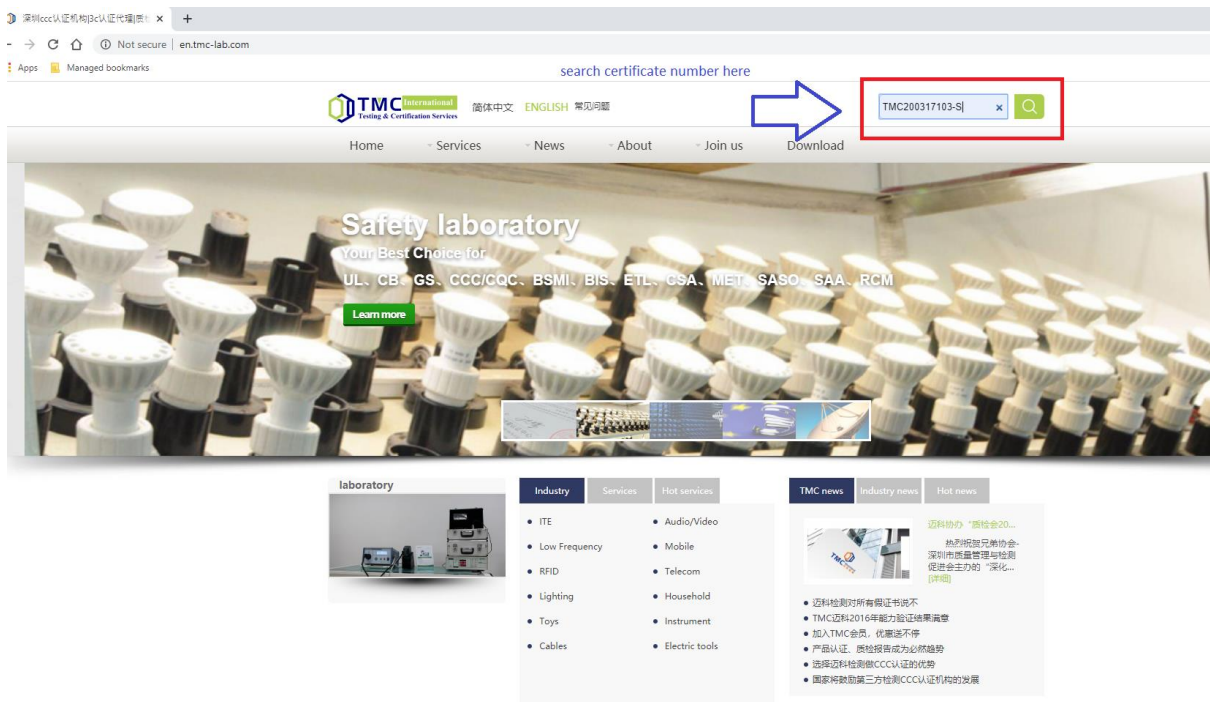 深圳ccc认证机构|3c认证代理|质
Not secure | en.tmc-lab.com
Apps Managed bookmarks
search certificate number here
TMC International
Testing & Certification Services
简体中文 ENGLISH 常见问题
TMC200317103-S
Home Services News About Join us Download
Safety laboratory
Your Best Choice for
UL、CB、GS、CCC/CQC、BSMI、BIS、ETL、CSA、MET、SASO、SAA、RCM
Learn more
laboratory
Industry Services Hot services
ITE Audio/Video
Low Frequency Mobile
RFID Telecom
Lighting Household
Toys Instrument
Cables Electric tools
TMC news Industry news Hot news
迈科协办“质检会20...
热烈祝贺兄弟协会-
深圳市质量管理与检测
促进会主办的“深化...
[详细]
迈科检测对所有假证书说不
TMC迈科2016年能力验证结果满意
加入TMC会员，优惠送不停
产品认证、质检报告成为必然趋势
选择迈科检测做CCC认证的优势
国家将鼓励第三方检测CCC认证机构的发展